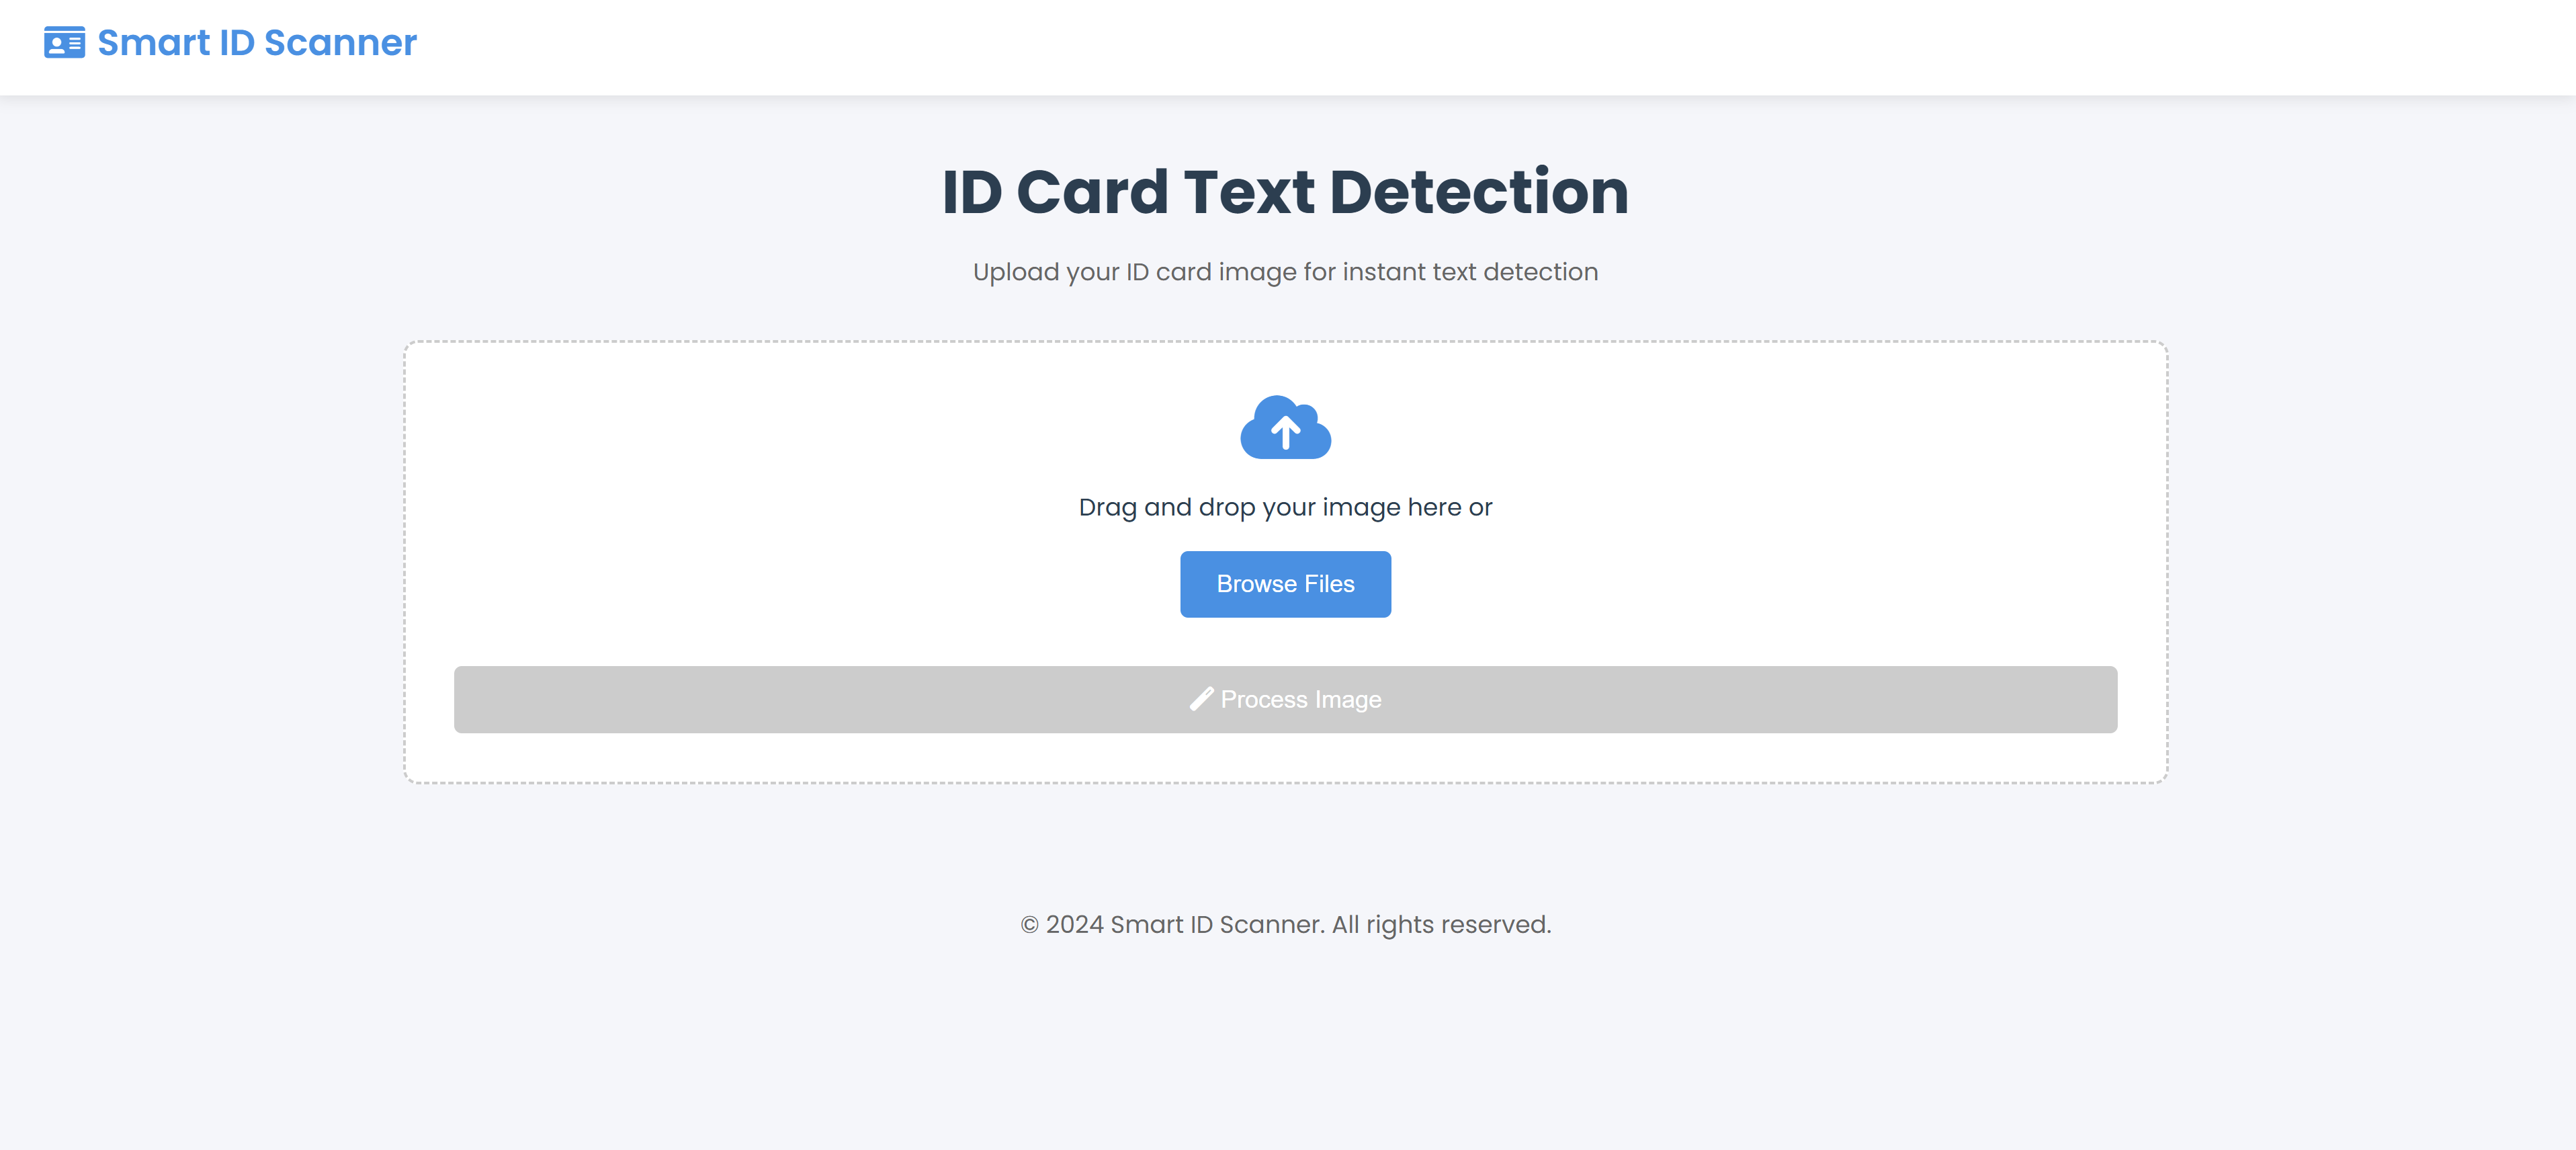 Smart ID Scanner
ID Card Text Detection
Upload your ID card image for instant text detection
Drag and drop your image here or
Browse Files
Process Image
© 2024 Smart ID Scanner. All rights reserved.